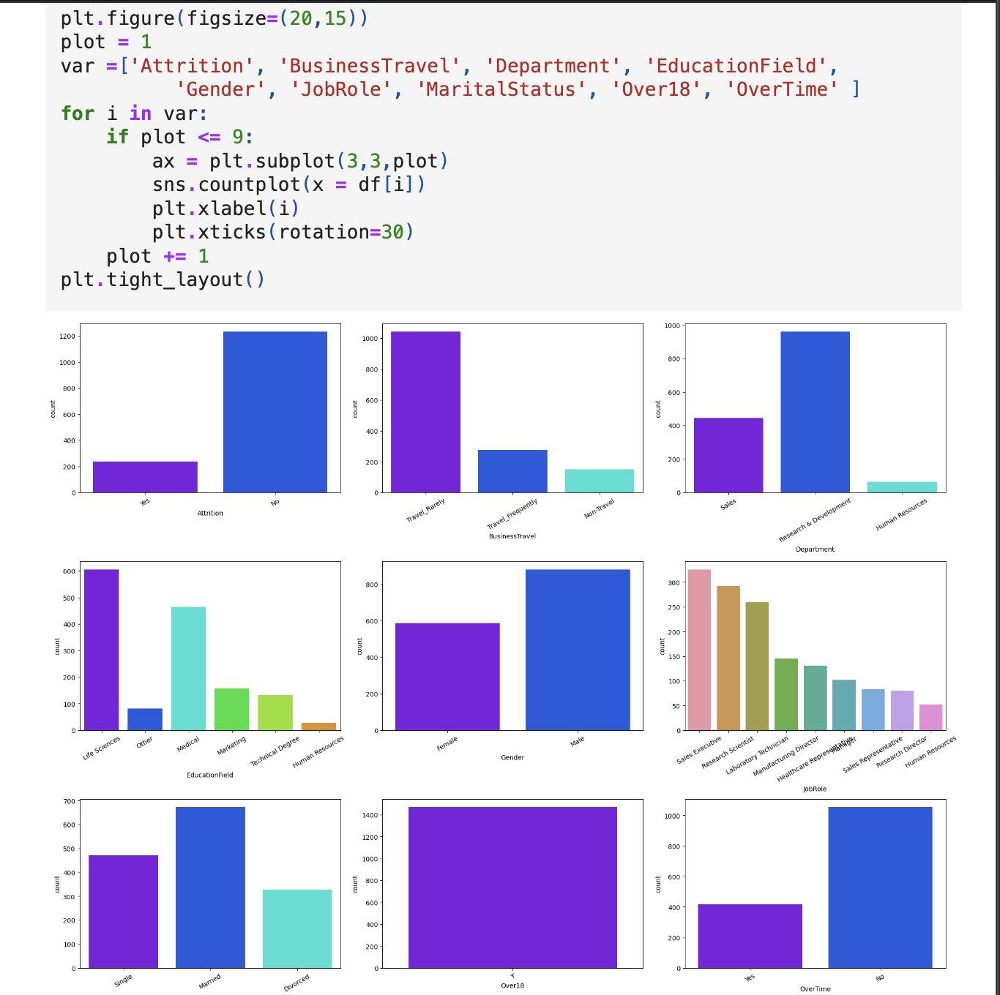 plt.figure(figsize=(20,15))
plot = 1
var =['Attrition', 'BusinessTravel', 'Department', 'EducationField',
'Gender', 'JobRole', 'MaritalStatus', 'Over18', 'OverTime' ]
for i in var:
if plot <= 9:
ax = plt.subplot(3,3,plot)
sns.countplot(x = df[i])
plt.xlabel(i)
plt.xticks(rotation=30)
plot += 1
plt.tight_layout()
1200
1000
800
600
400
200
0
count
Yes
No
Attrition
1000
800
600
400
200
0
count
Travel_Rarely
Travel_Frequently
Non-Travel
BusinessTravel
1000
800
600
400
200
0
count
Sales
Research & Development
Human Resources
Department
600
500
400
300
200
100
0
count
Life Sciences
Other
Medical
Marketing
Technical Degree
Human Resources
EducationField
800
600
400
200
0
count
Female
Male
Gender
300
250
200
150
100
50
0
count
Sales Executive
Research Scientist
Laboratory Technician
Manufacturing Director
Healthcare Representative
Manager
Sales Representative
Research Director
Human Resources
JobRole
700
600
500
400
300
200
100
0
count
Single
Married
Divorced
1400
1200
1000
800
600
400
200
0
count
Y
Over18
1000
800
600
400
200
0
count
Yes
No
OverTime